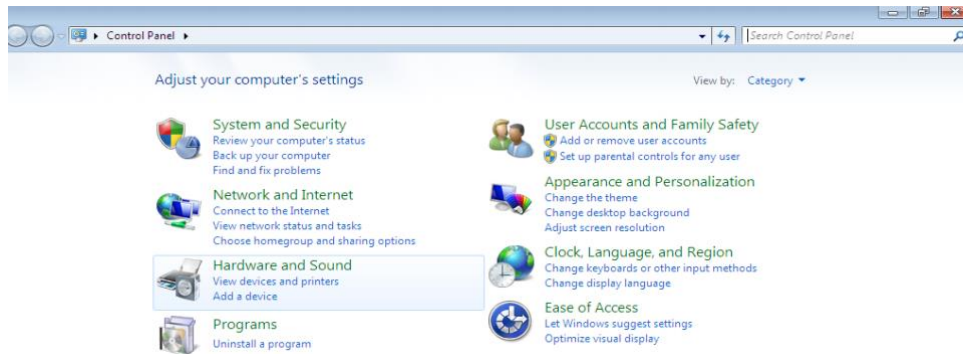 Control Panel
Search Control Panel
Adjust your computer's settings
View by: Category
System and Security
Review your computer's status
Back up your computer
Find and fix problems
Network and Internet
Connect to the Internet
View network status and tasks
Choose homegroup and sharing options
Hardware and Sound
View devices and printers
Add a device
Programs
Uninstall a program
User Accounts and Family Safety
Add or remove user accounts
Set up parental controls for any user
Appearance and Personalization
Change the theme
Change desktop background
Adjust screen resolution
Clock, Language, and Region
Change keyboards or other input methods
Change display language
Ease of Access
Let Windows suggest settings
Optimize visual display